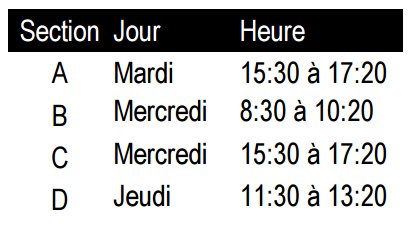 Section Jour Heure
A Mardi 15:30 à 17:20
B Mercredi 8:30 à 10:20
C Mercredi 15:30 à 17:20
D Jeudi 11:30 à 13:20